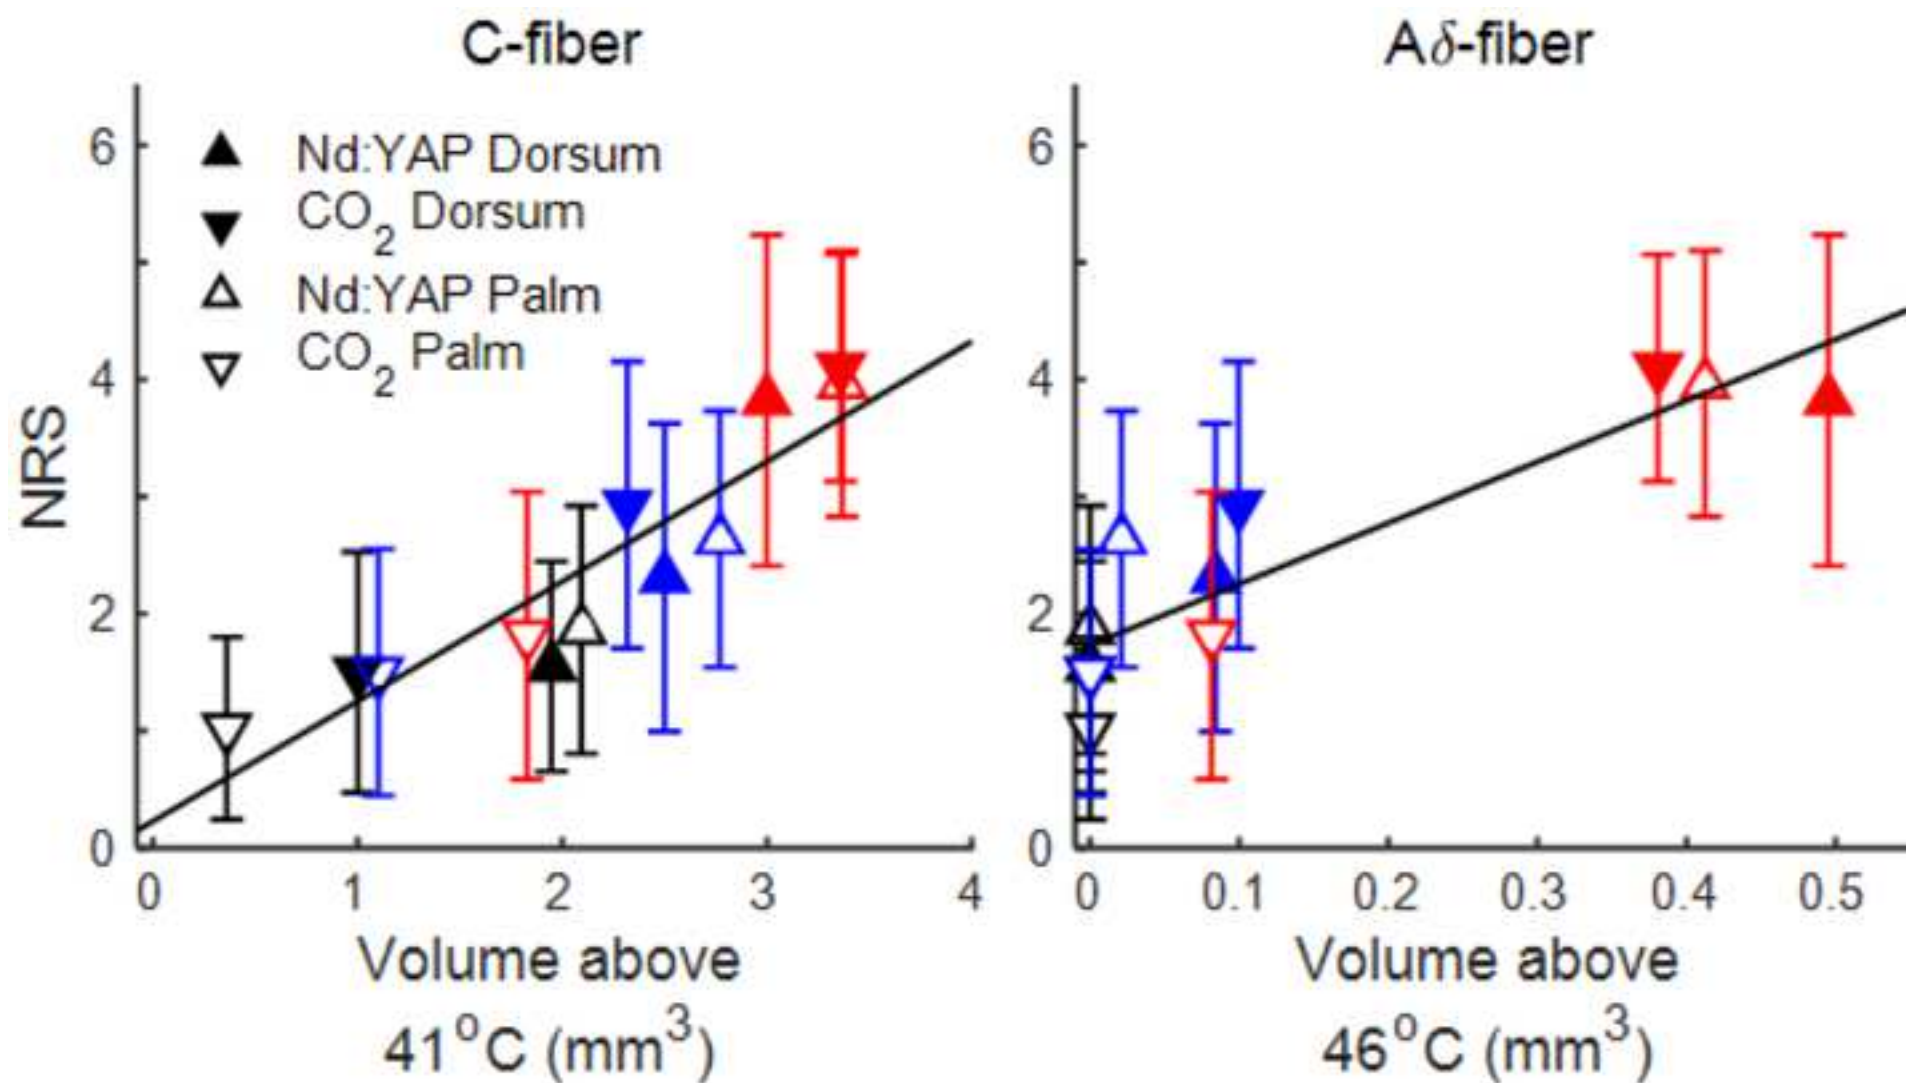 C-fiber
Aδ-fiber
NRS
6
4
2
0
Nd:YAP Dorsum
CO2 Dorsum
Nd:YAP Palm
CO2 Palm
0 1 2 3 4
Volume above
41°C (mm³)
6
4
2
0
0 0.1 0.2 0.3 0.4 0.5
Volume above
46°C (mm³)